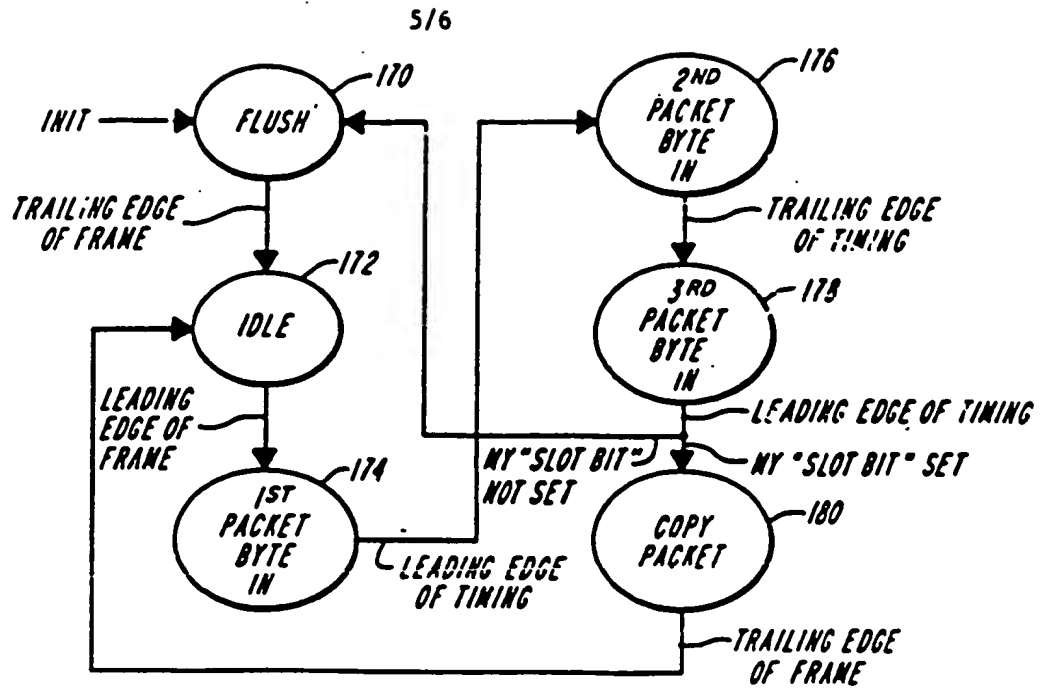 5/6
170
FLUSH
INIT
TRAILING EDGE
OF FRAME
172
IDLE
LEADING
EDGE OF
FRAME
174
1ST
PACKET
BYTE
IN
LEADING EDGE
OF TIMING
176
2ND
PACKET
BYTE
IN
TRAILING EDGE
OF TIMING
178
3RD
PACKET
BYTE
IN
LEADING EDGE OF TIMING
MY "SLOT BIT"
NOT SET
MY "SLOT BIT" SET
180
COPY
PACKET
TRAILING EDGE
OF FRAME